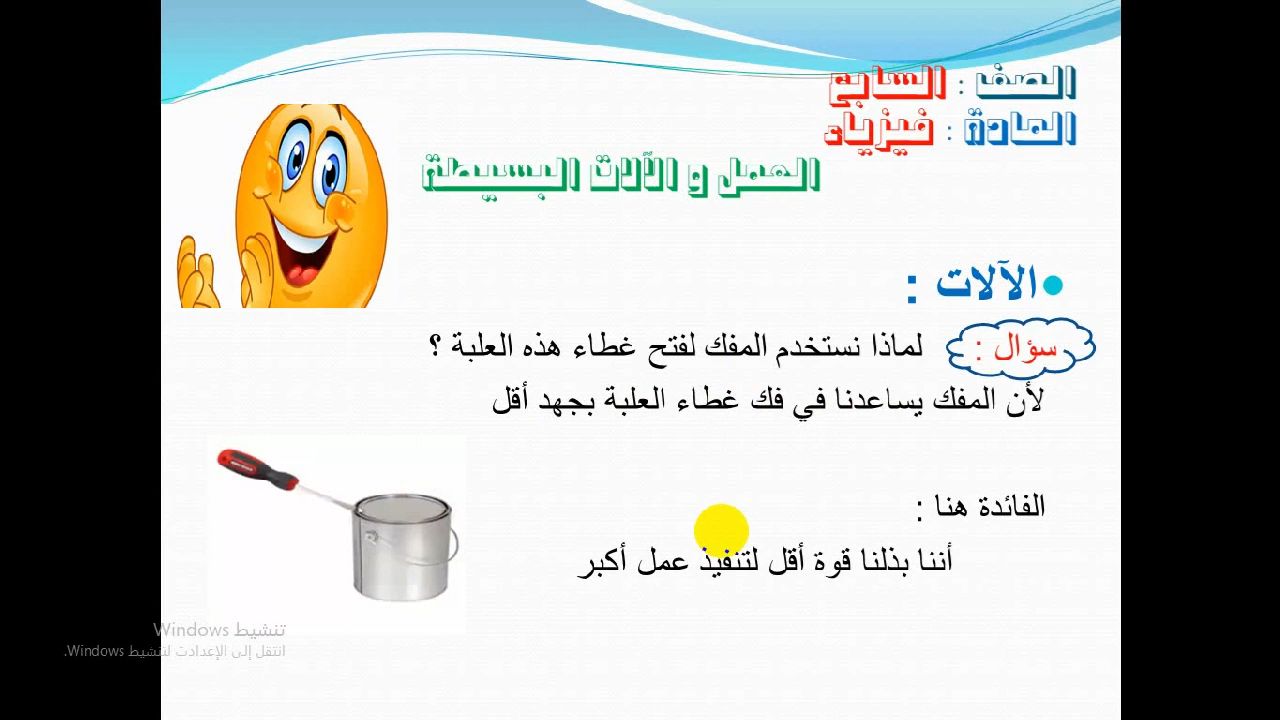 الصف : السابع
المادة : فيزياء
العمل و الآلات البسيطة
الآلات :
سؤال : لماذا نستخدم المفك لفتح غطاء هذه العلبة ؟
لأن المفك يساعدنا في فك غطاء العلبة بجهد أقل
الفائدة هنا :
أننا بذلنا قوة أقل لتنفيذ عمل أكبر
تنشيط Windows
انتقل إلى الإعدادت لتنشيط Windows.